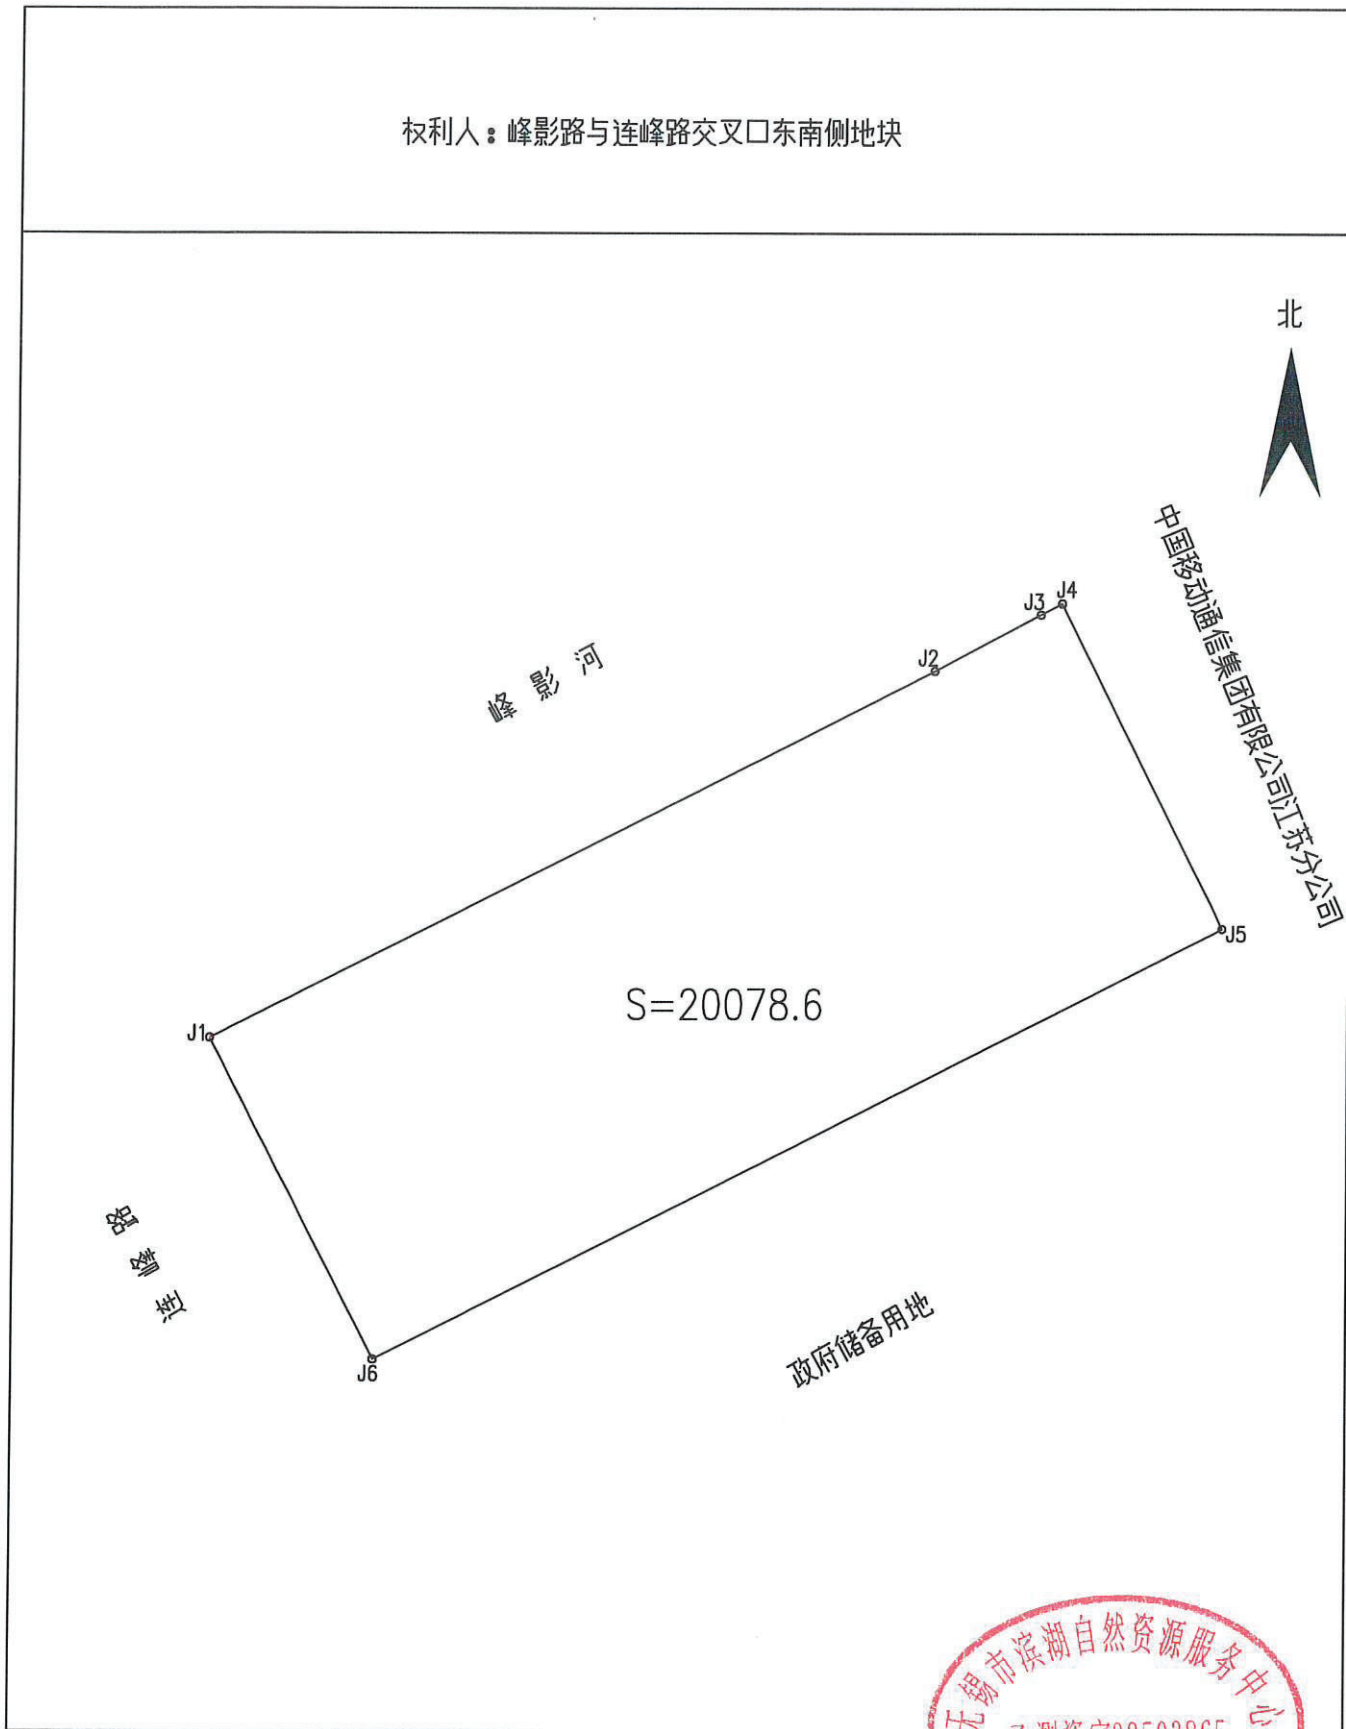 权利人：峰影路与连峰路交叉口东南侧地块
北
中国移动通信集团有限公司江苏分公司
J4
J3
J2
峰影河
J5
S=20078.6
J1
连峰路
政府储备用地
J6
无锡市滨湖自然资源服务中心